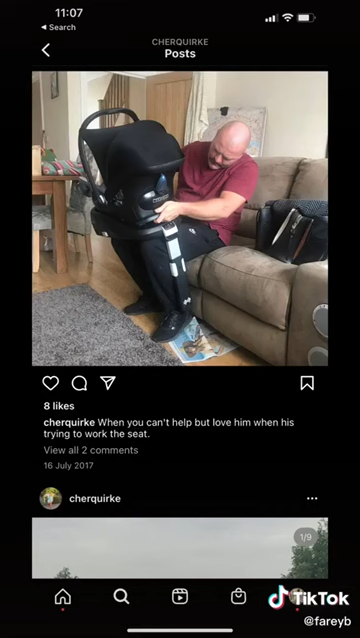 11:07
Search
CHERQUIRKE
Posts
8 likes
cherquirke When you can't help but love him when his
trying to work the seat.
View all 2 comments
16 July 2017
cherquirke
1/9
TikTok
@fareyb